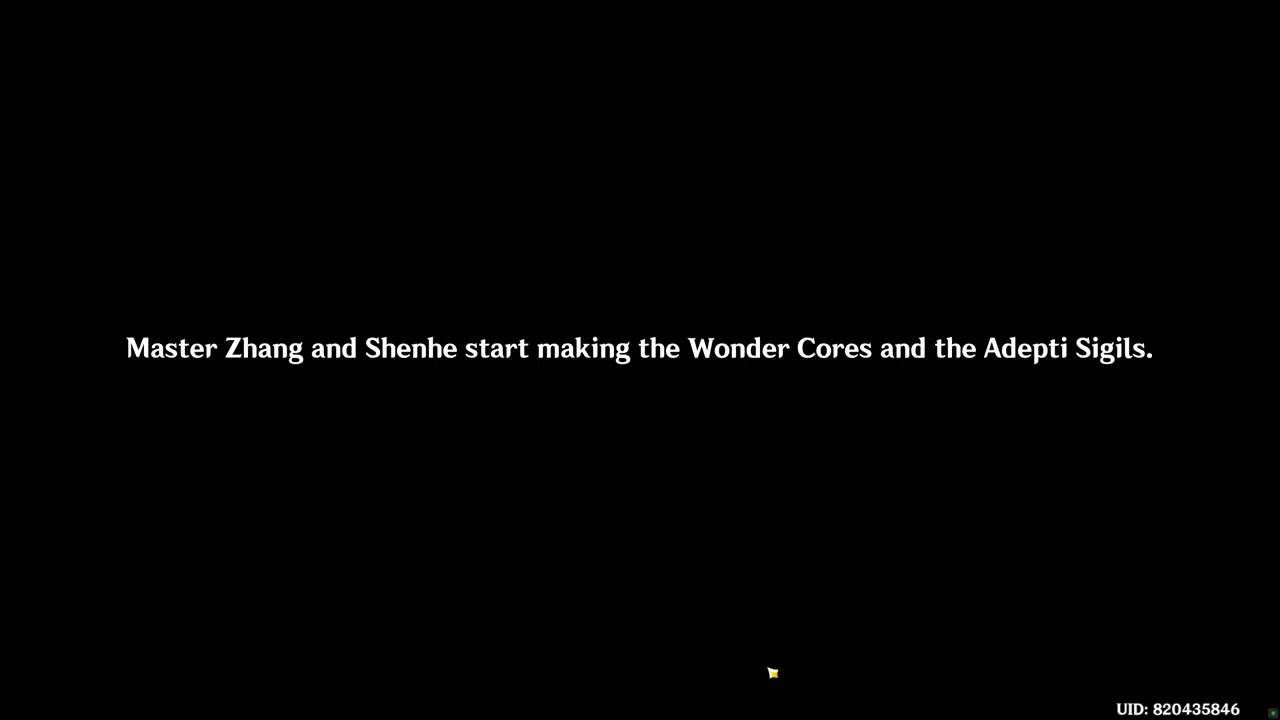 Master Zhang and Shenhe start making the Wonder Cores and the Adepti Sigils.
UID: 820435846